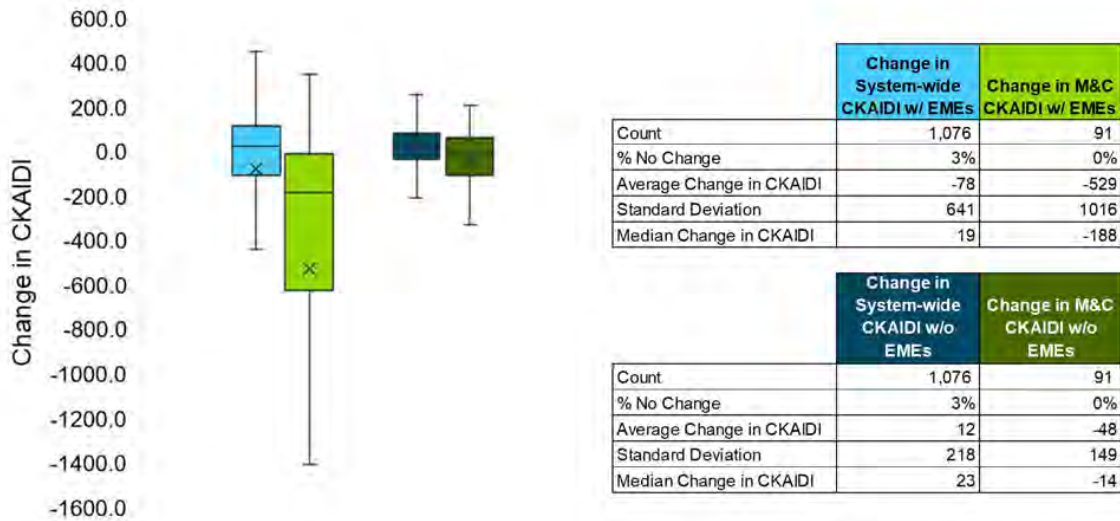 600.0
400.0
200.0
0.0
-200.0
-400.0
-600.0
-800.0
-1000.0
-1200.0
-1400.0
-1600.0
Change in CKAIDI
Change in
System-wide
CKAIDI w/ EMEs
Change in M&C
CKAIDI w/ EMEs
Count 1,076 91
% No Change 3% 0%
Average Change in CKAIDI -78 -529
Standard Deviation 641 1016
Median Change in CKAIDI 19 -188
Change in
System-wide
CKAIDI w/o
EMEs
Change in M&C
CKAIDI w/o
EMEs
Count 1,076 91
% No Change 3% 0%
Average Change in CKAIDI 12 -48
Standard Deviation 218 149
Median Change in CKAIDI 23 -14